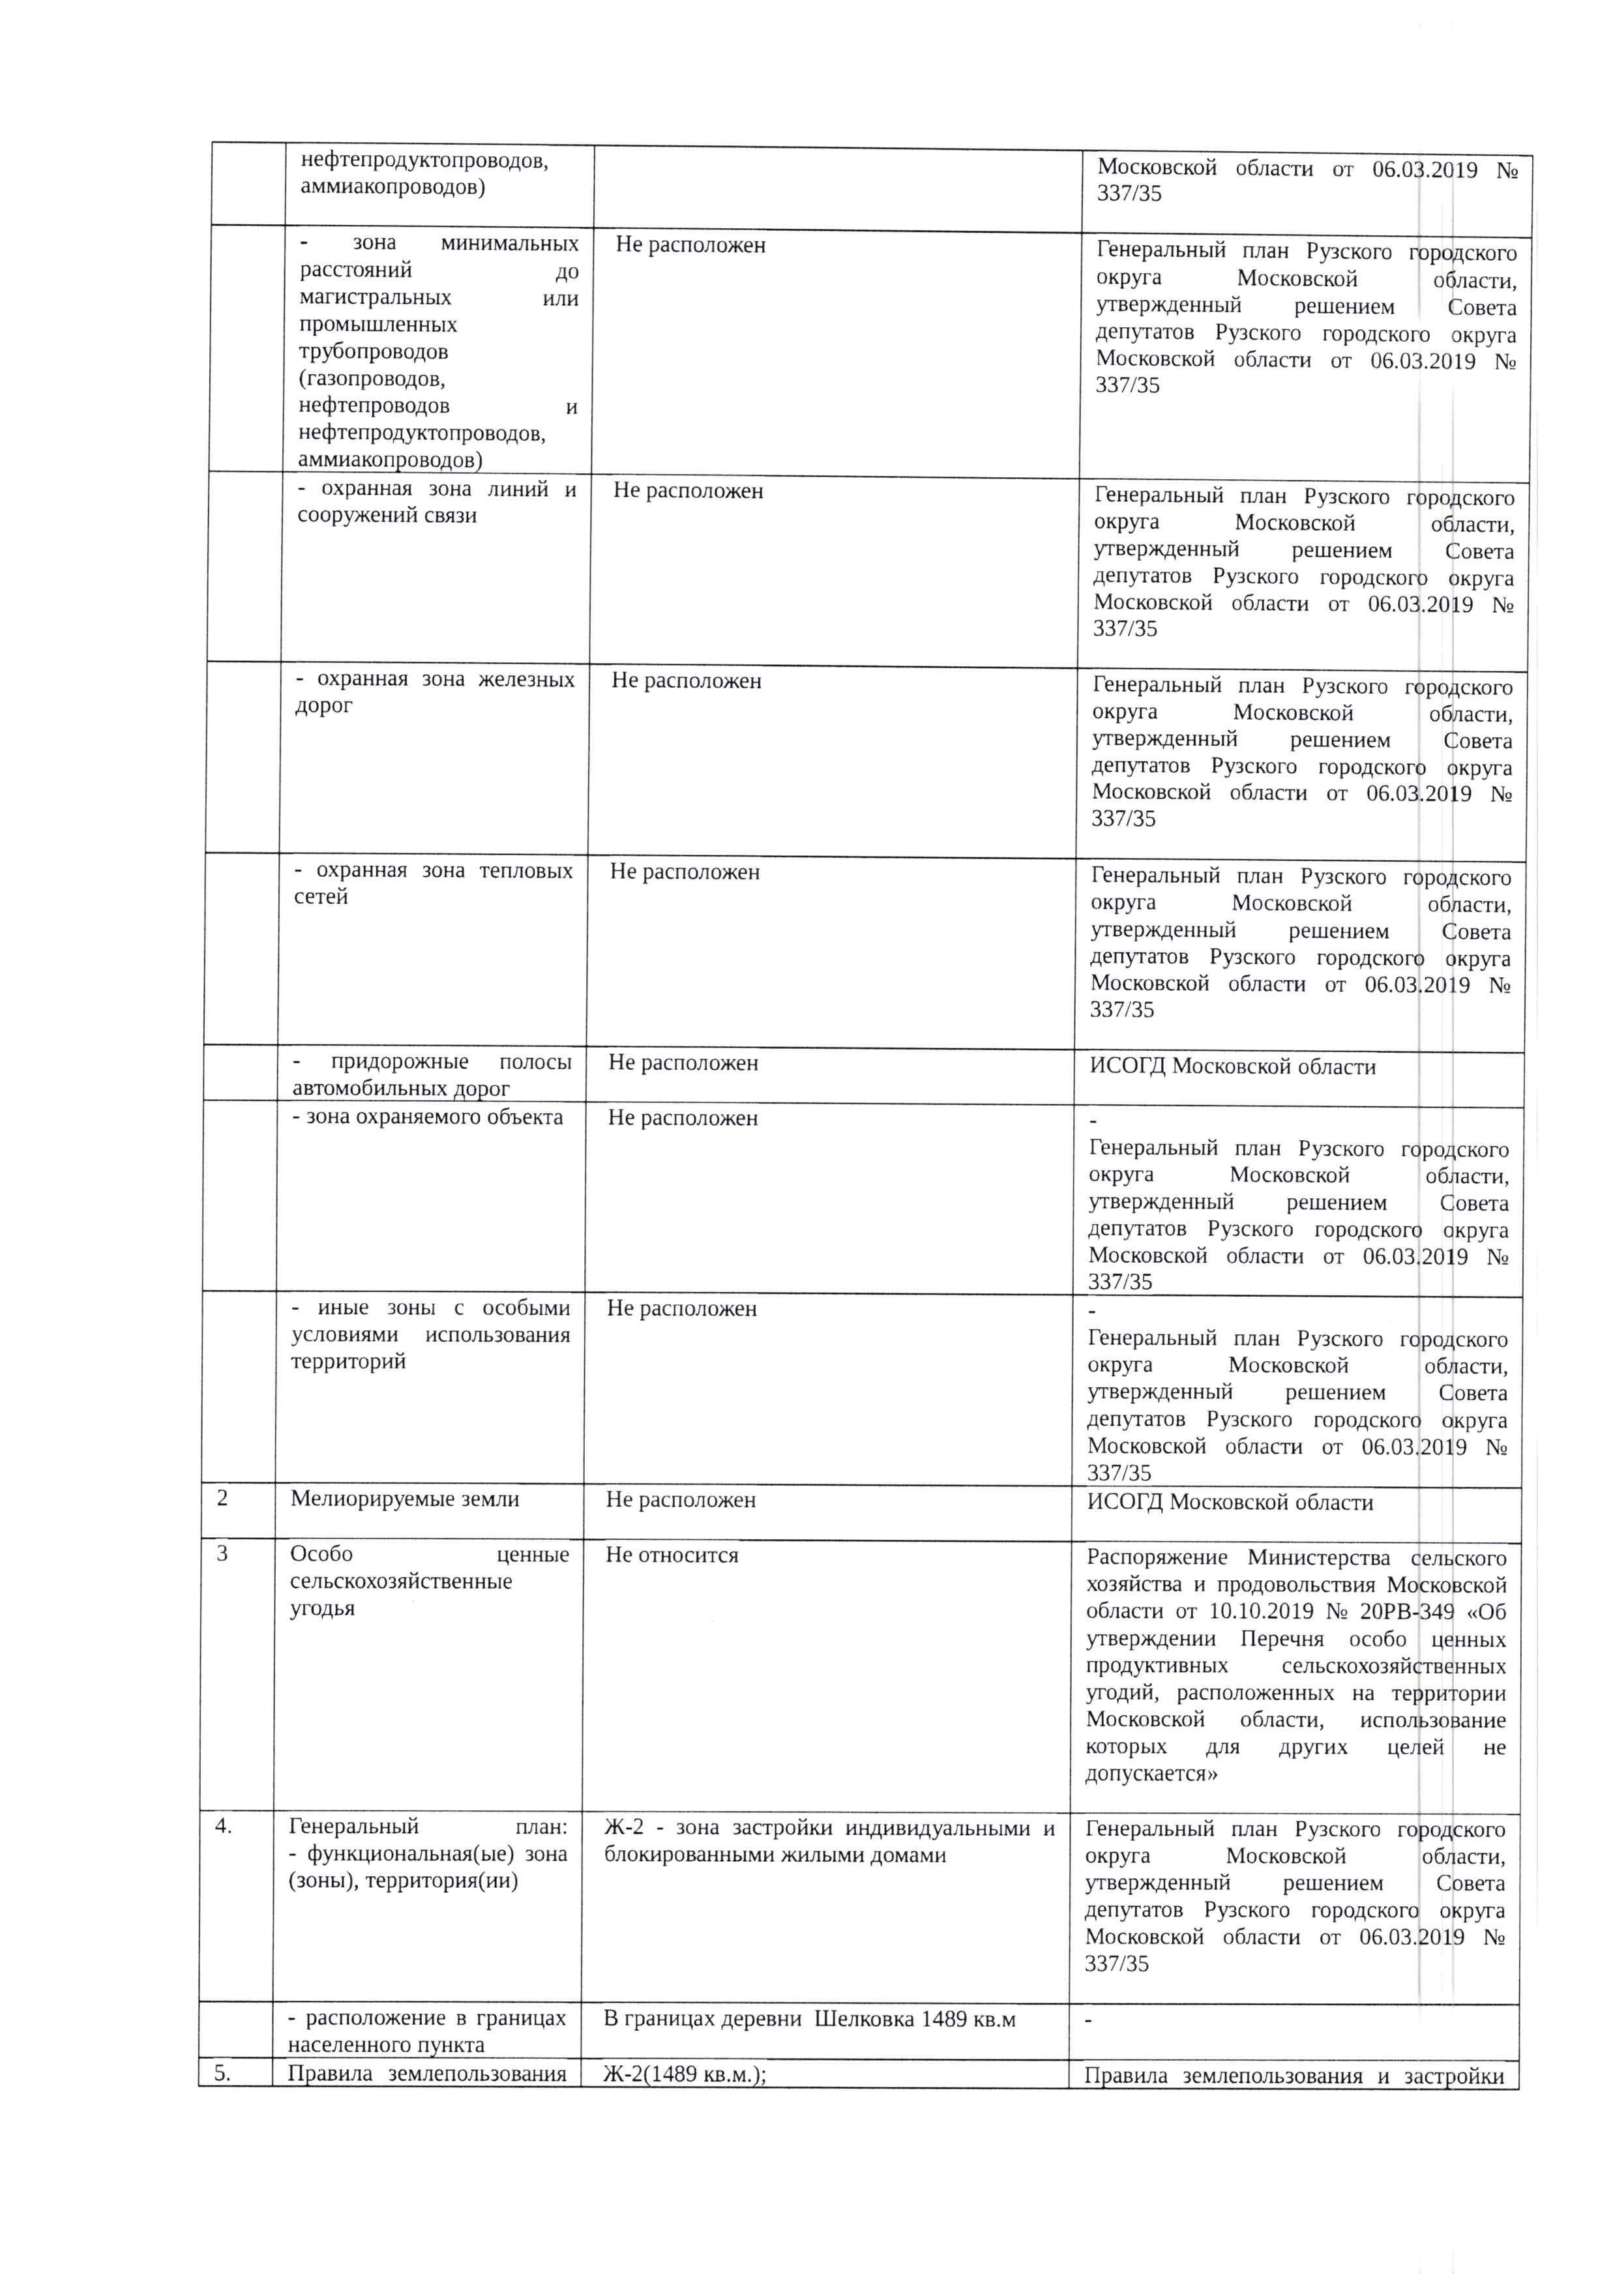 нефтепродуктопроводов,
аммиакопроводов)
Московской области от 06.03.2019 №
337/35
- зона минимальных
расстояний до
магистральных или
промышленных
трубопроводов
(газопроводов,
нефтепроводов и
нефтепродуктопроводов,
аммиакопроводов)
Не расположен
Генеральный план Рузского городского
округа Московской области,
утвержденный решением Совета
депутатов Рузского городского округа
Московской области от 06.03.2019 №
337/35
- охранная зона линий и
сооружений связи
Не расположен
Генеральный план Рузского городского
округа Московской области,
утвержденный решением Совета
депутатов Рузского городского округа
Московской области от 06.03.2019 №
337/35
- охранная зона железных
дорог
Не расположен
Генеральный план Рузского городского
округа Московской области,
утвержденный решением Совета
депутатов Рузского городского округа
Московской области от 06.03.2019 №
337/35
- охранная зона тепловых
сетей
Не расположен
Генеральный план Рузского городского
округа Московской области,
утвержденный решением Совета
депутатов Рузского городского округа
Московской области от 06.03.2019 №
337/35
- придорожные полосы
автомобильных дорог
Не расположен
ИСОГД Московской области
- зона охраняемого объекта
Не расположен
-
Генеральный план Рузского городского
округа Московской области,
утвержденный решением Совета
депутатов Рузского городского округа
Московской области от 06.03.2019 №
337/35
- иные зоны с особыми
условиями использования
территорий
Не расположен
-
Генеральный план Рузского городского
округа Московской области,
утвержденный решением Совета
депутатов Рузского городского округа
Московской области от 06.03.2019 №
337/35
2
Мелиорируемые земли
Не расположен
ИСОГД Московской области
3
Особо ценные
сельскохозяйственные
угодья
Не относится
Распоряжение Министерства сельского
хозяйства и продовольствия Московской
области от 10.10.2019 № 20РВ-349 «Об
утверждении Перечня особо ценных
продуктивных сельскохозяйственных
угодий, расположенных на территории
Московской области, использование
которых для других целей не
допускается»
4.
Генеральный план:
- функциональная(ые) зона
(зоны), территория(ии)
Ж-2 - зона застройки индивидуальными и
блокированными жилыми домами
Генеральный план Рузского городского
округа Московской области,
утвержденный решением Совета
депутатов Рузского городского округа
Московской области от 06.03.2019 №
337/35
- расположение в границах
населенного пункта
В границах деревни Шелковка 1489 кв.м
-
5.
Правила землепользования
Ж-2(1489 кв.м.);
Правила землепользования и застройки